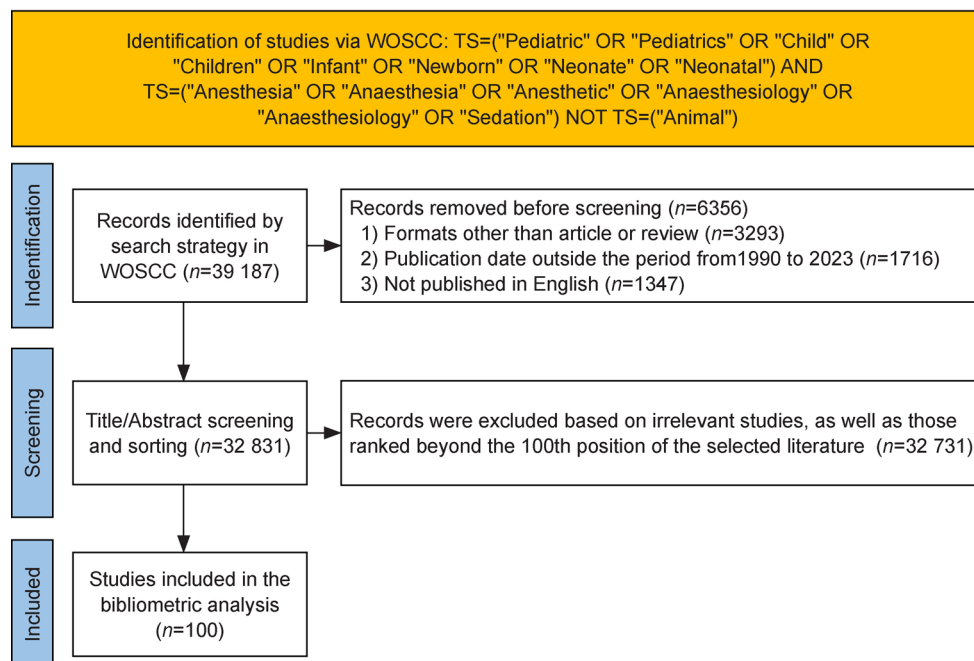 Identification of studies via WOSCC: TS=("Pediatric" OR "Pediatrics" OR "Child" OR
"Children" OR "Infant" OR "Newborn" OR "Neonate" OR "Neonatal") AND
TS=("Anesthesia" OR "Anaesthesia" OR "Anesthetic" OR "Anaesthesiology" OR
"Anaesthesiology" OR "Sedation") NOT TS=("Animal")
Indentification
Records identified by
search strategy in
WOSCC (n=39 187)
Records removed before screening (n=6356)
1) Formats other than article or review (n=3293)
2) Publication date outside the period from1990 to 2023 (n=1716)
3) Not published in English (n=1347)
Screening
Title/Abstract screening
and sorting (n=32 831)
Records were excluded based on irrelevant studies, as well as those
ranked beyond the 100th position of the selected literature (n=32 731)
Included
Studies included in the
bibliometric analysis
(n=100)